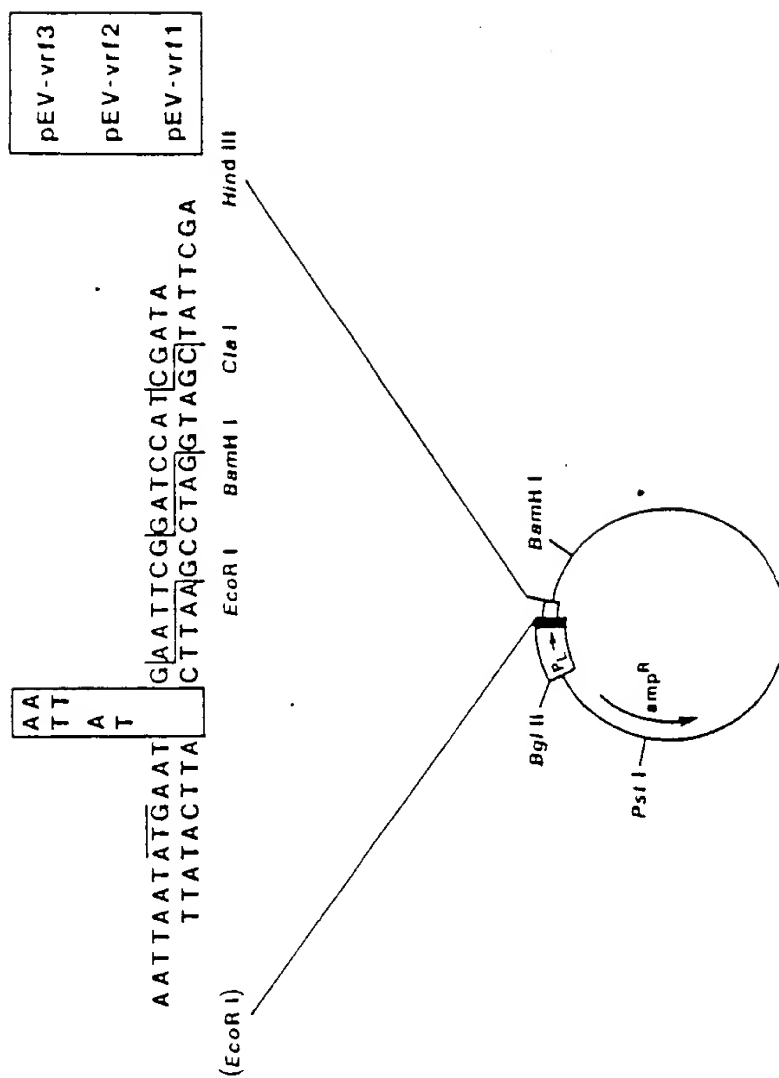 AA
TT
pEV-vrf3
A
T
pEV-vrf2
AATTAATATGAAT GAATTCGGATCCATCGATA
TTATACTTA CTTAAGCCTAGGTAGCTATTCGA
pEV-vrf1
(EcoR I) EcoR I BamH I Cla I Hind III
Bgl II PL BamH I
ampR
Pst I